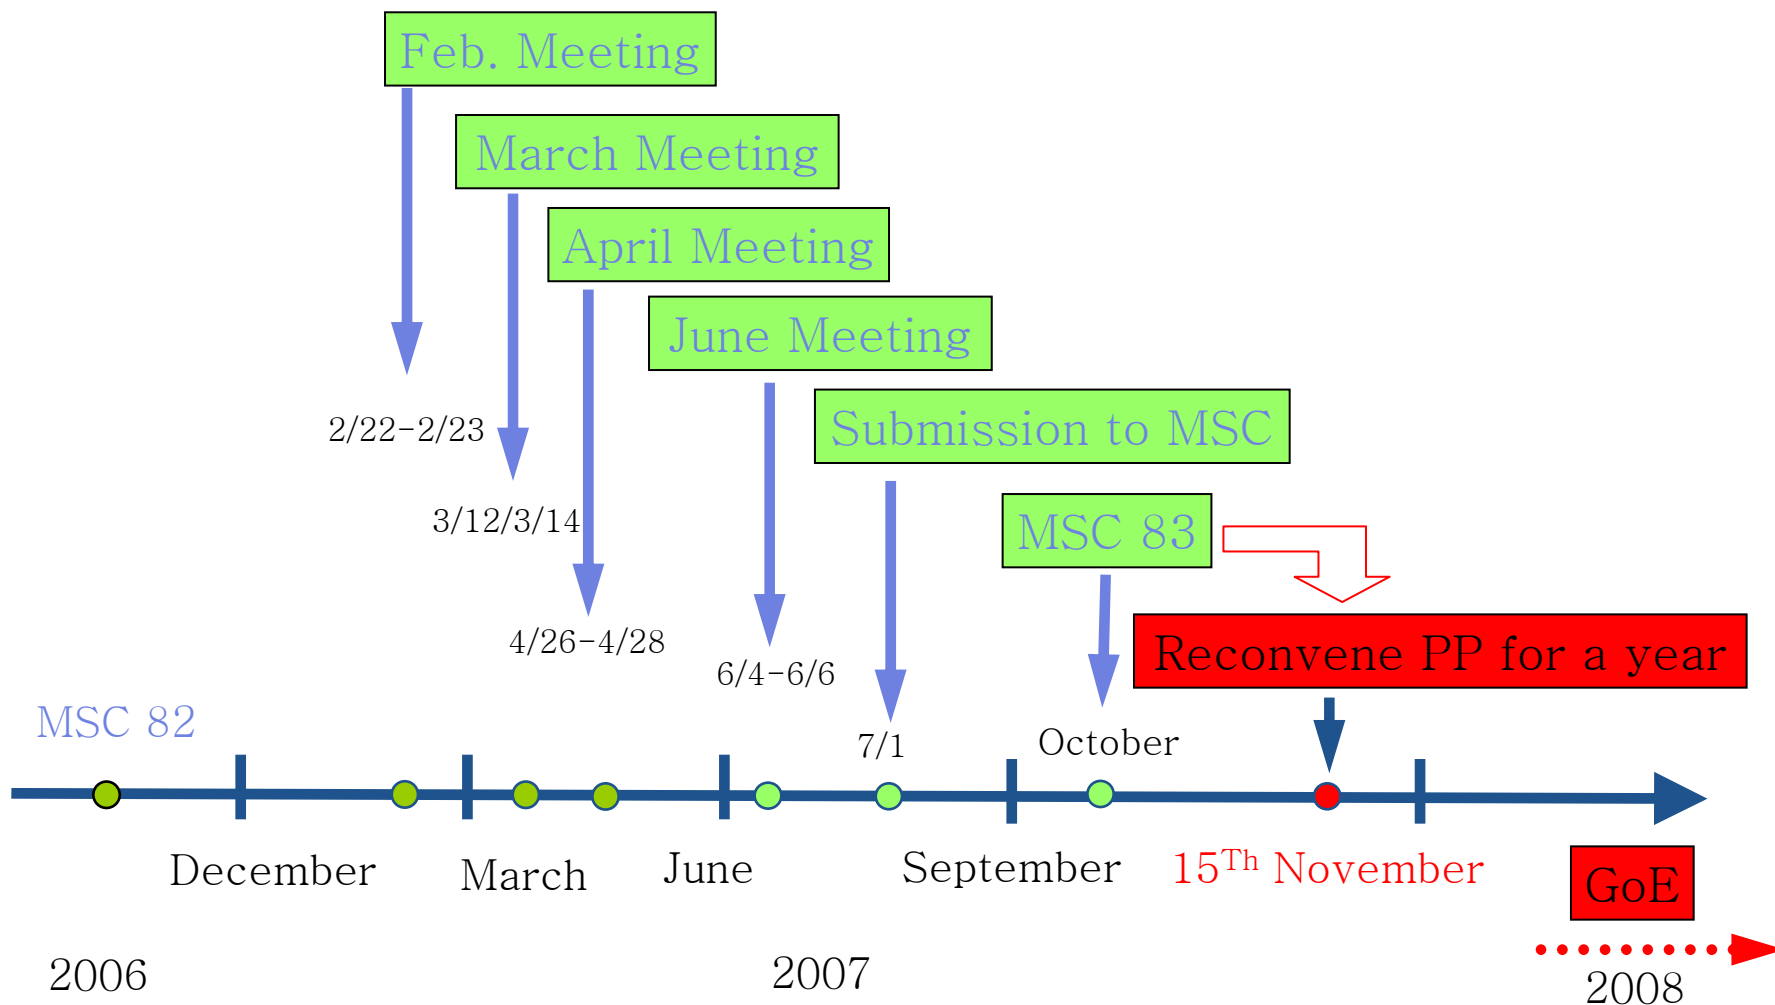 Feb. Meeting
March Meeting
April Meeting
June Meeting
2/22-2/23
Submission to MSC
3/12/3/14
MSC 83
4/26-4/28
6/4-6/6
Reconvene PP for a year
MSC 82
7/1
October
December
March
June
September
15Th November
GoE
2006
2007
2008